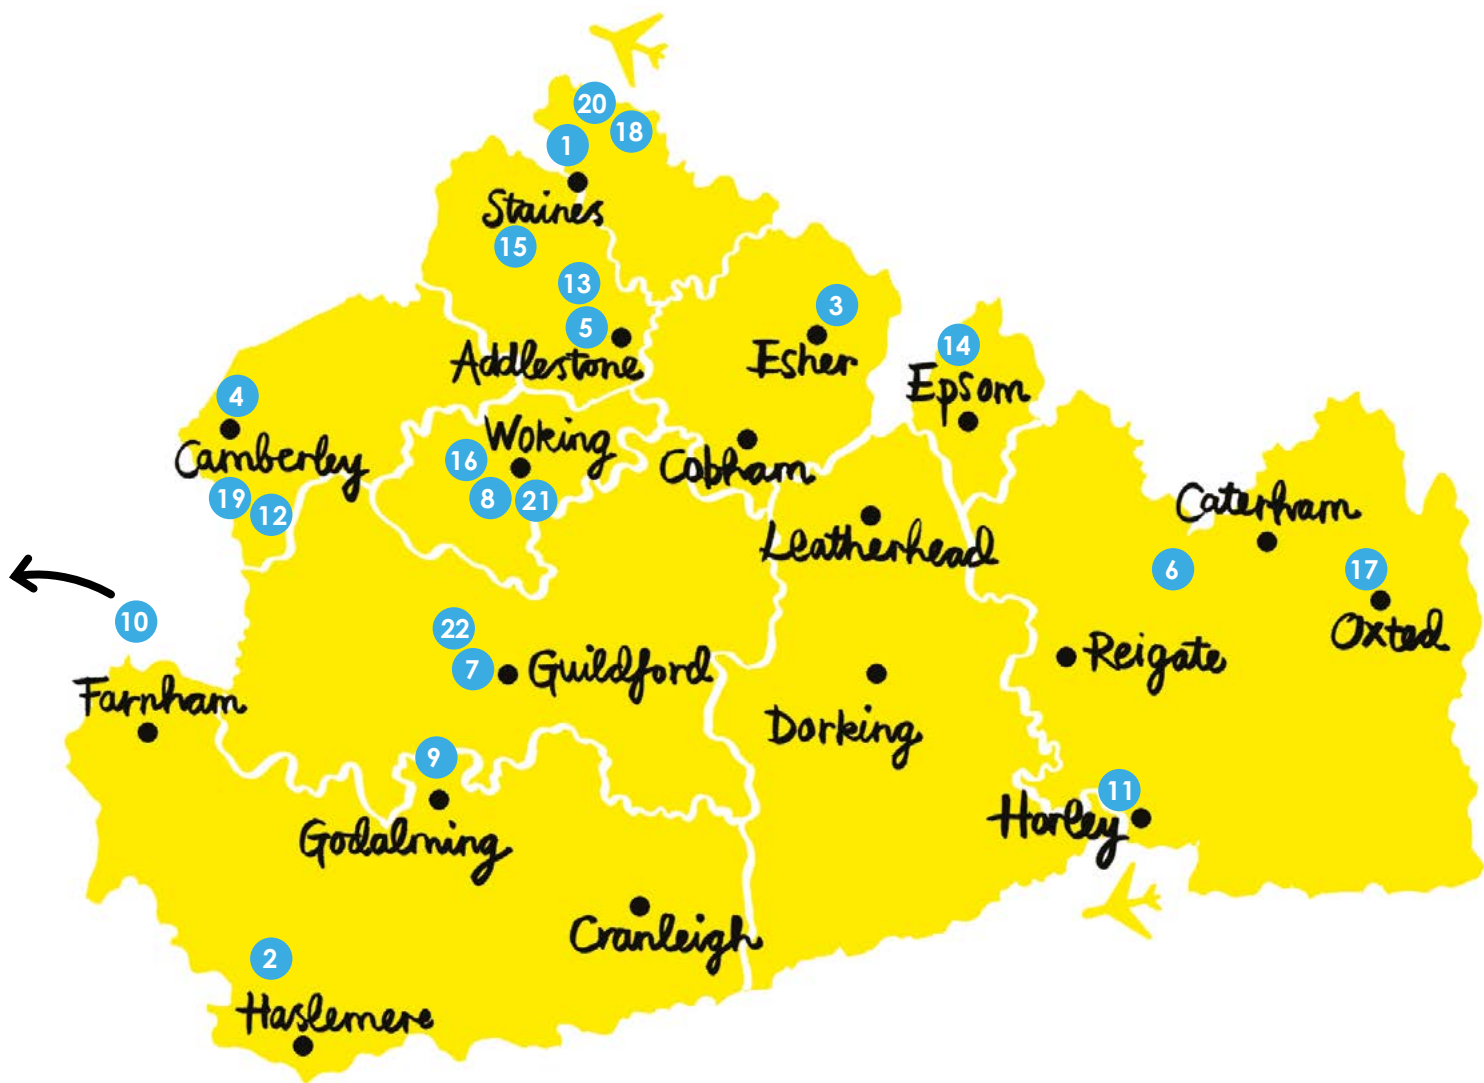 20
18
1
Staines
15
13
3
5
Addlestone
Esher
14
Epsom
4
Camberley
Woking
16
Cobham
19
12
8
21
Caterham
Leatherhead
6
17
10
22
7
Guildford
Reigate
Oxted
Farnham
Dorking
9
11
Horley
Godalming
Cranleigh
2
Haslemere